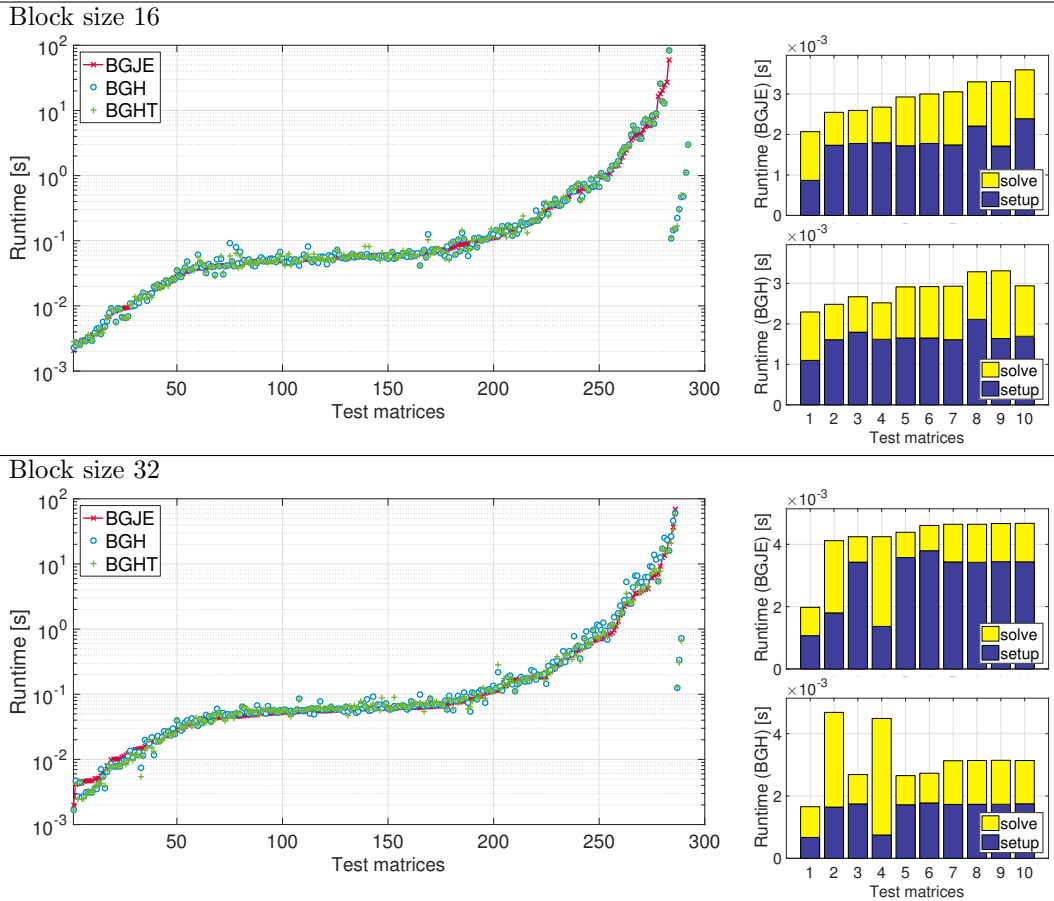 Block size 16
10^2
10^1
10^0
10^-1
10^-2
10^-3
Runtime [s]
BGJE
BGH
BGHT
50
100
150
200
250
300
Test matrices
×10^-3
3
2
1
0
Runtime (BGJE) [s]
solve
setup
×10^-3
3
2
1
0
Runtime (BGH) [s]
solve
setup
1 2 3 4 5 6 7 8 9 10
Test matrices
Block size 32
10^2
10^1
10^0
10^-1
10^-2
10^-3
Runtime [s]
BGJE
BGH
BGHT
50
100
150
200
250
300
Test matrices
×10^-3
4
2
0
Runtime (BGJE) [s]
solve
setup
×10^-3
4
2
0
Runtime (BGH) [s]
solve
setup
1 2 3 4 5 6 7 8 9 10
Test matrices